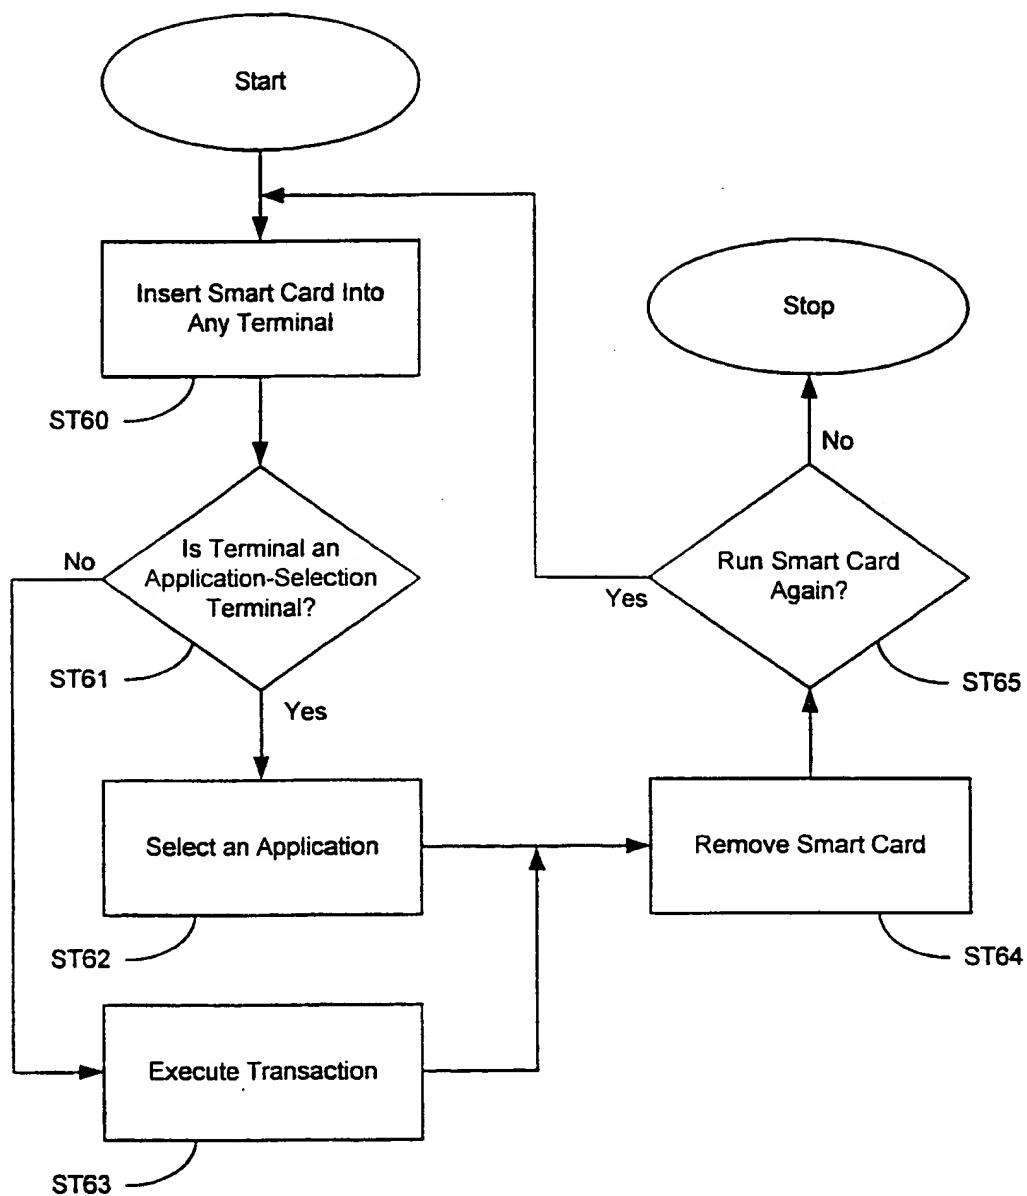 Start
Insert Smart Card Into
Any Terminal
ST60
Is Terminal an
Application-Selection
Terminal?
No
ST61
Yes
Select an Application
ST62
Execute Transaction
ST63
Remove Smart Card
ST64
Run Smart Card
Again?
Yes
ST65
No
Stop